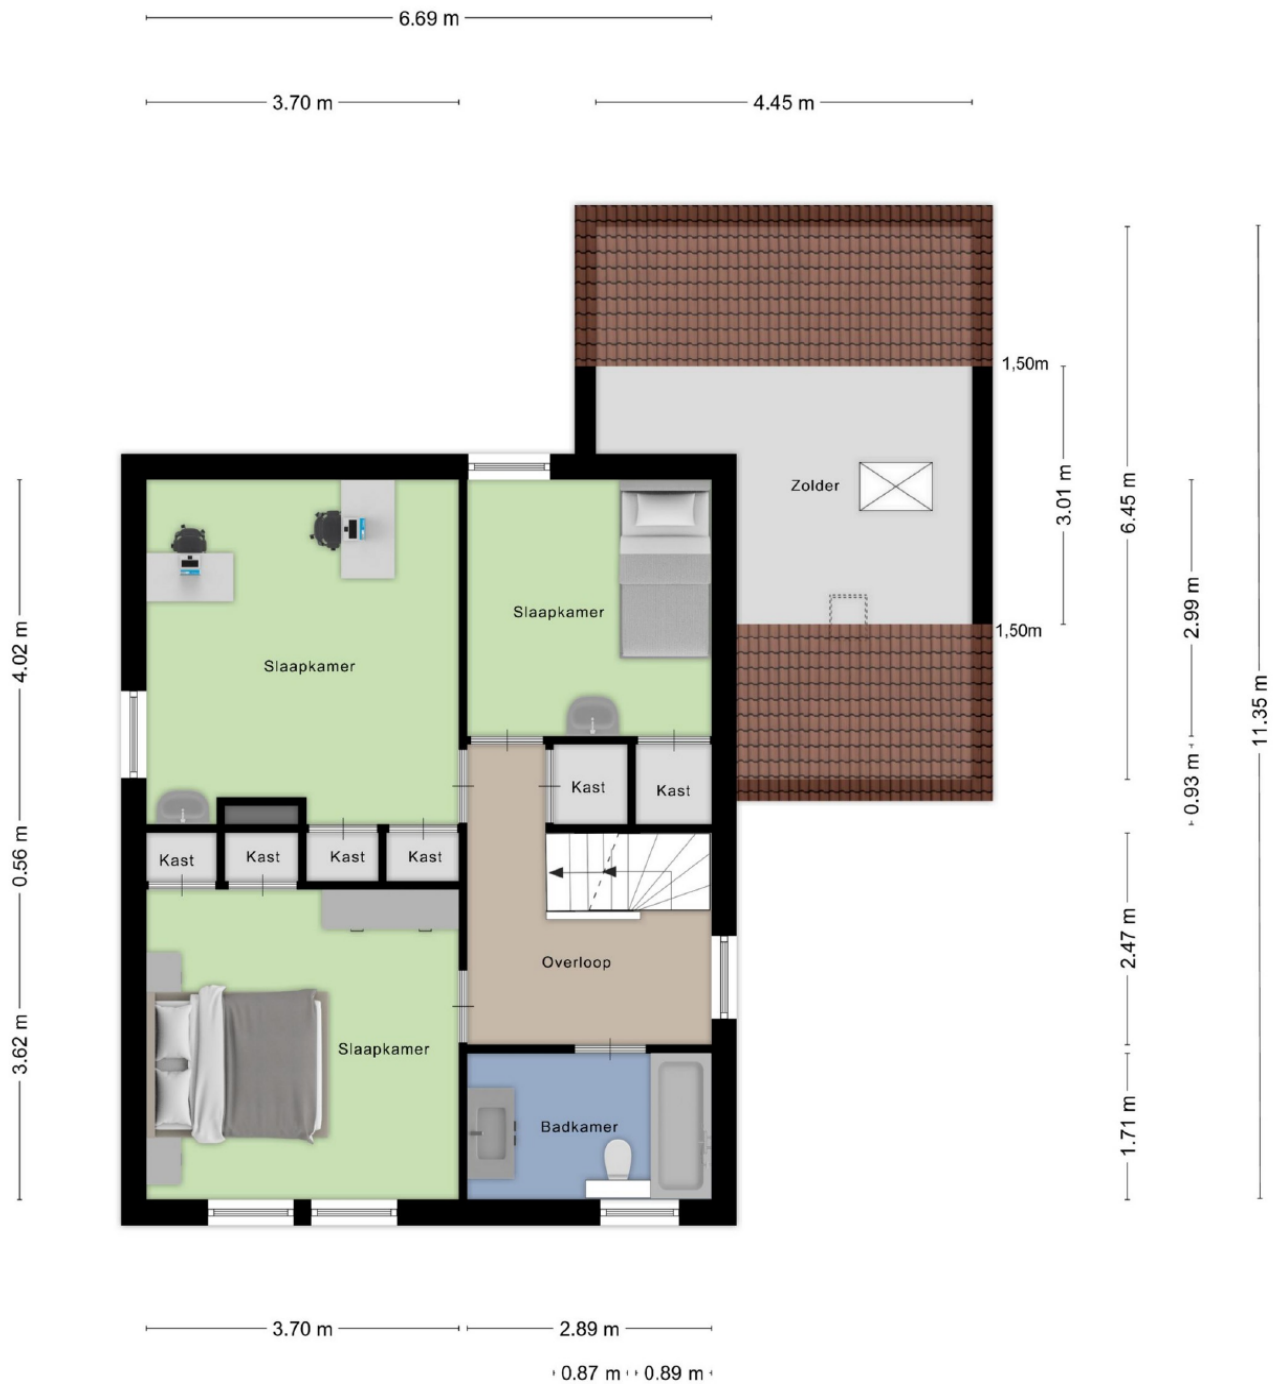 6.69 m
3.70 m
4.45 m
1,50m
Zolder
3.01 m
6.45 m
1,50m
2.99 m
11.35 m
0.93 m
4.02 m
0.56 m
3.62 m
Slaapkamer
Slaapkamer
Kast
Kast
Kast
Kast
Kast
Kast
Overloop
2.47 m
Slaapkamer
Badkamer
1.71 m
3.70 m
2.89 m
0.87 m
0.89 m